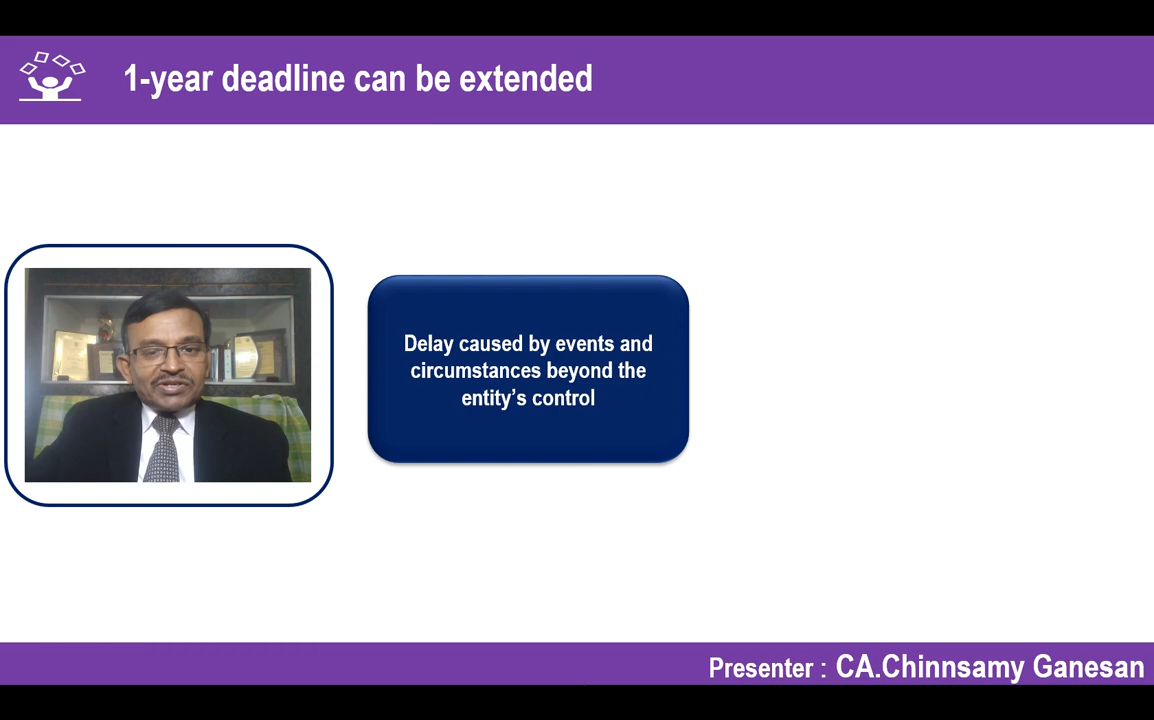 1-year deadline can be extended
Delay caused by events and
circumstances beyond the
entity’s control
Presenter : CA.Chinnsamy Ganesan